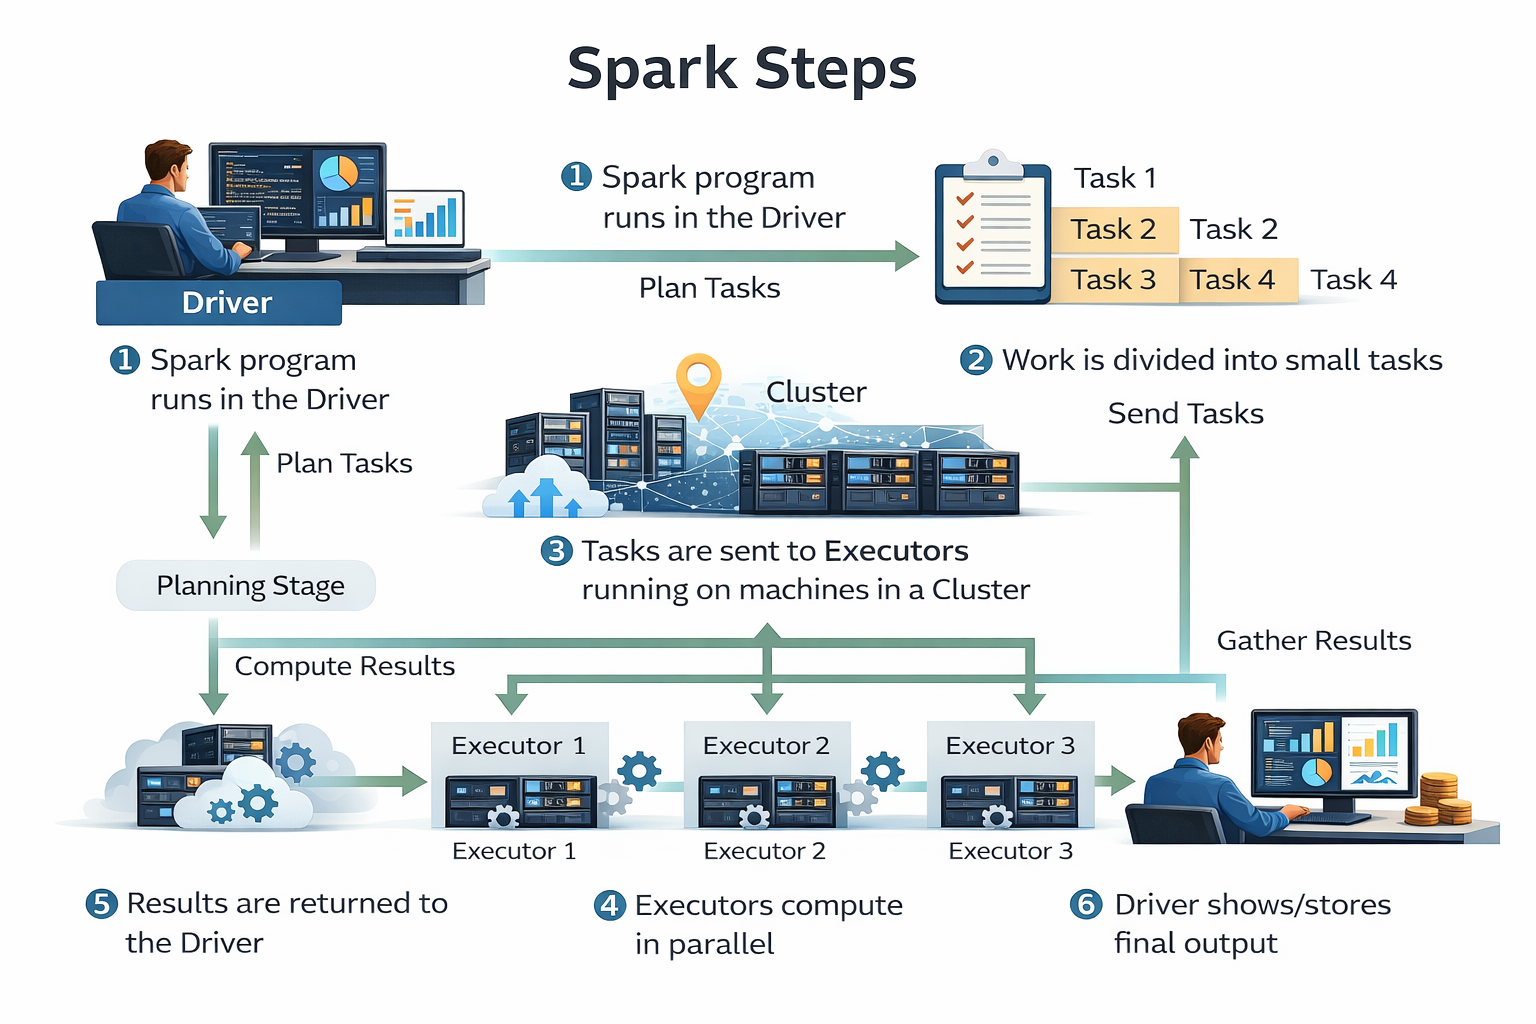 Spark Steps
1 Spark program
runs in the Driver
Plan Tasks
Task 1
Task 2 Task 2
Task 3 Task 4 Task 4
Driver
1 Spark program
runs in the Driver
Plan Tasks
Planning Stage
2 Work is divided into small tasks
Send Tasks
Cluster
3 Tasks are sent to Executors
running on machines in a Cluster
Compute Results
Gather Results
Executor 1
Executor 2
Executor 3
Executor 1
Executor 2
Executor 3
5 Results are returned to
the Driver
4 Executors compute
in parallel
6 Driver shows/stores
final output